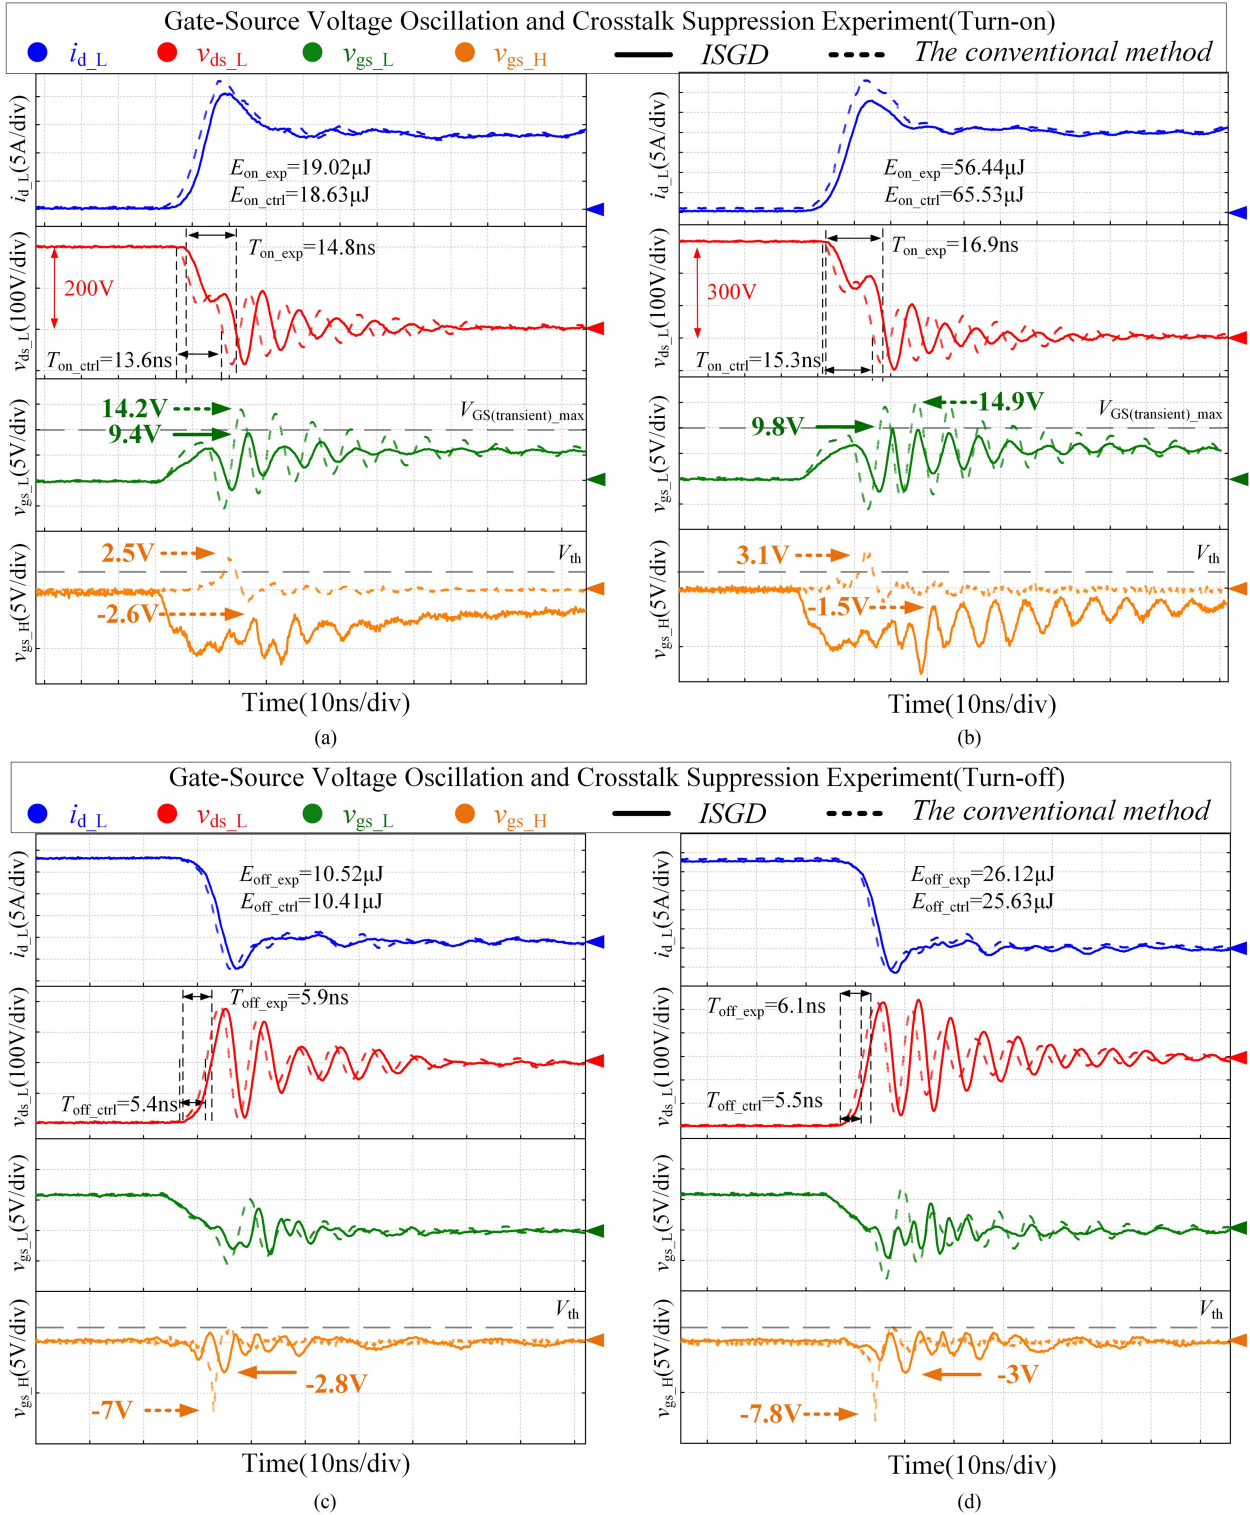 Gate-Source Voltage Oscillation and Crosstalk Suppression Experiment(Turn-on)
i_d_L v_ds_L v_gs_L v_gs_H ISGD The conventional method
i_d_L(5A/div)
E_on_exp=19.02μJ
E_on_ctrl=18.63μJ
v_ds_L(100V/div)
200V
T_on_exp=14.8ns
T_on_ctrl=13.6ns
v_gs_L(5V/div)
14.2V
9.4V
V_GS(transient)_max
v_gs_H(5V/div)
2.5V
-2.6V
V_th
Time(10ns/div)
(a)
i_d_L(5A/div)
E_on_exp=56.44μJ
E_on_ctrl=65.53μJ
v_ds_L(100V/div)
300V
T_on_exp=16.9ns
T_on_ctrl=15.3ns
v_gs_L(5V/div)
14.9V
9.8V
V_GS(transient)_max
v_gs_H(5V/div)
3.1V
-1.5V
V_th
Time(10ns/div)
(b)
Gate-Source Voltage Oscillation and Crosstalk Suppression Experiment(Turn-off)
i_d_L v_ds_L v_gs_L v_gs_H ISGD The conventional method
i_d_L(5A/div)
E_off_exp=10.52μJ
E_off_ctrl=10.41μJ
v_ds_L(100V/div)
T_off_exp=5.9ns
T_off_ctrl=5.4ns
v_gs_L(5V/div)
v_gs_H(5V/div)
V_th
-2.8V
-7V
Time(10ns/div)
(c)
i_d_L(5A/div)
E_off_exp=26.12μJ
E_off_ctrl=25.63μJ
v_ds_L(100V/div)
T_off_exp=6.1ns
T_off_ctrl=5.5ns
v_gs_L(5V/div)
v_gs_H(5V/div)
V_th
-3V
-7.8V
Time(10ns/div)
(d)